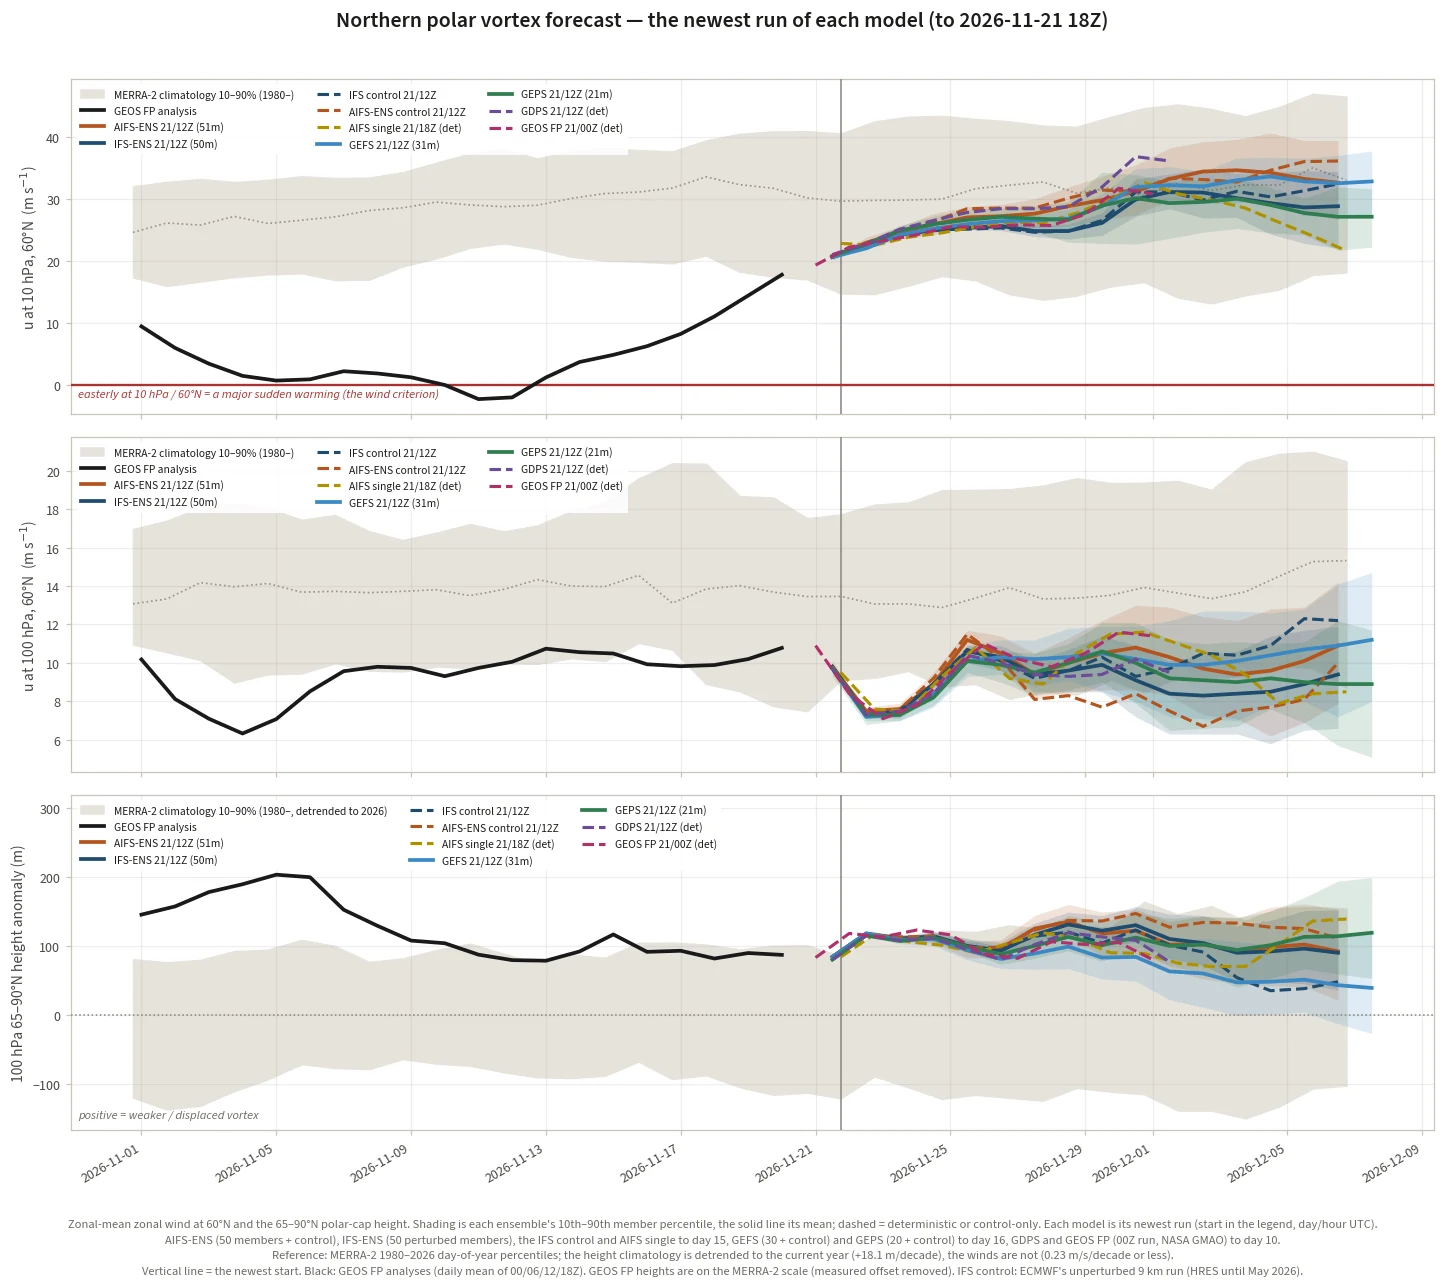 Northern polar vortex forecast — the newest run of each model (to 2026-11-21 18Z)
MERRA-2 climatology 10–90% (1980–)
GEOS FP analysis
AIFS-ENS 21/12Z (51m)
IFS-ENS 21/12Z (50m)
IFS control 21/12Z
AIFS-ENS control 21/12Z
AIFS single 21/18Z (det)
GEFS 21/12Z (31m)
GEPS 21/12Z (21m)
GDPS 21/12Z (det)
GEOS FP 21/00Z (det)
u at 10 hPa, 60°N (m s⁻¹)
40
30
20
10
0
easterly at 10 hPa / 60°N = a major sudden warming (the wind criterion)
MERRA-2 climatology 10–90% (1980–)
GEOS FP analysis
AIFS-ENS 21/12Z (51m)
IFS-ENS 21/12Z (50m)
IFS control 21/12Z
AIFS-ENS control 21/12Z
AIFS single 21/18Z (det)
GEFS 21/12Z (31m)
GEPS 21/12Z (21m)
GDPS 21/12Z (det)
GEOS FP 21/00Z (det)
u at 100 hPa, 60°N (m s⁻¹)
20
18
16
14
12
10
8
6
MERRA-2 climatology 10–90% (1980–, detrended to 2026)
GEOS FP analysis
AIFS-ENS 21/12Z (51m)
IFS-ENS 21/12Z (50m)
IFS control 21/12Z
AIFS-ENS control 21/12Z
AIFS single 21/18Z (det)
GEFS 21/12Z (31m)
GEPS 21/12Z (21m)
GDPS 21/12Z (det)
GEOS FP 21/00Z (det)
100 hPa 65–90°N height anomaly (m)
300
200
100
0
−100
positive = weaker / displaced vortex
2026-11-01
2026-11-05
2026-11-09
2026-11-13
2026-11-17
2026-11-21
2026-11-25
2026-11-29
2026-12-01
2026-12-05
2026-12-09
Zonal-mean zonal wind at 60°N and the 65–90°N polar-cap height. Shading is each ensemble's 10th–90th member percentile, the solid line its mean; dashed = deterministic or control-only. Each model is its newest run (start in the legend, day/hour UTC).
AIFS-ENS (50 members + control), IFS-ENS (50 perturbed members), the IFS control and AIFS single to day 15, GEFS (30 + control) and GEPS (20 + control) to day 16, GDPS and GEOS FP (00Z run, NASA GMAO) to day 10.
Reference: MERRA-2 1980–2026 day-of-year percentiles; the height climatology is detrended to the current year (+18.1 m/decade), the winds are not (0.23 m/s/decade or less).
Vertical line = the newest start. Black: GEOS FP analyses (daily mean of 00/06/12/18Z). GEOS FP heights are on the MERRA-2 scale (measured offset removed). IFS control: ECMWF's unperturbed 9 km run (HRES until May 2026).